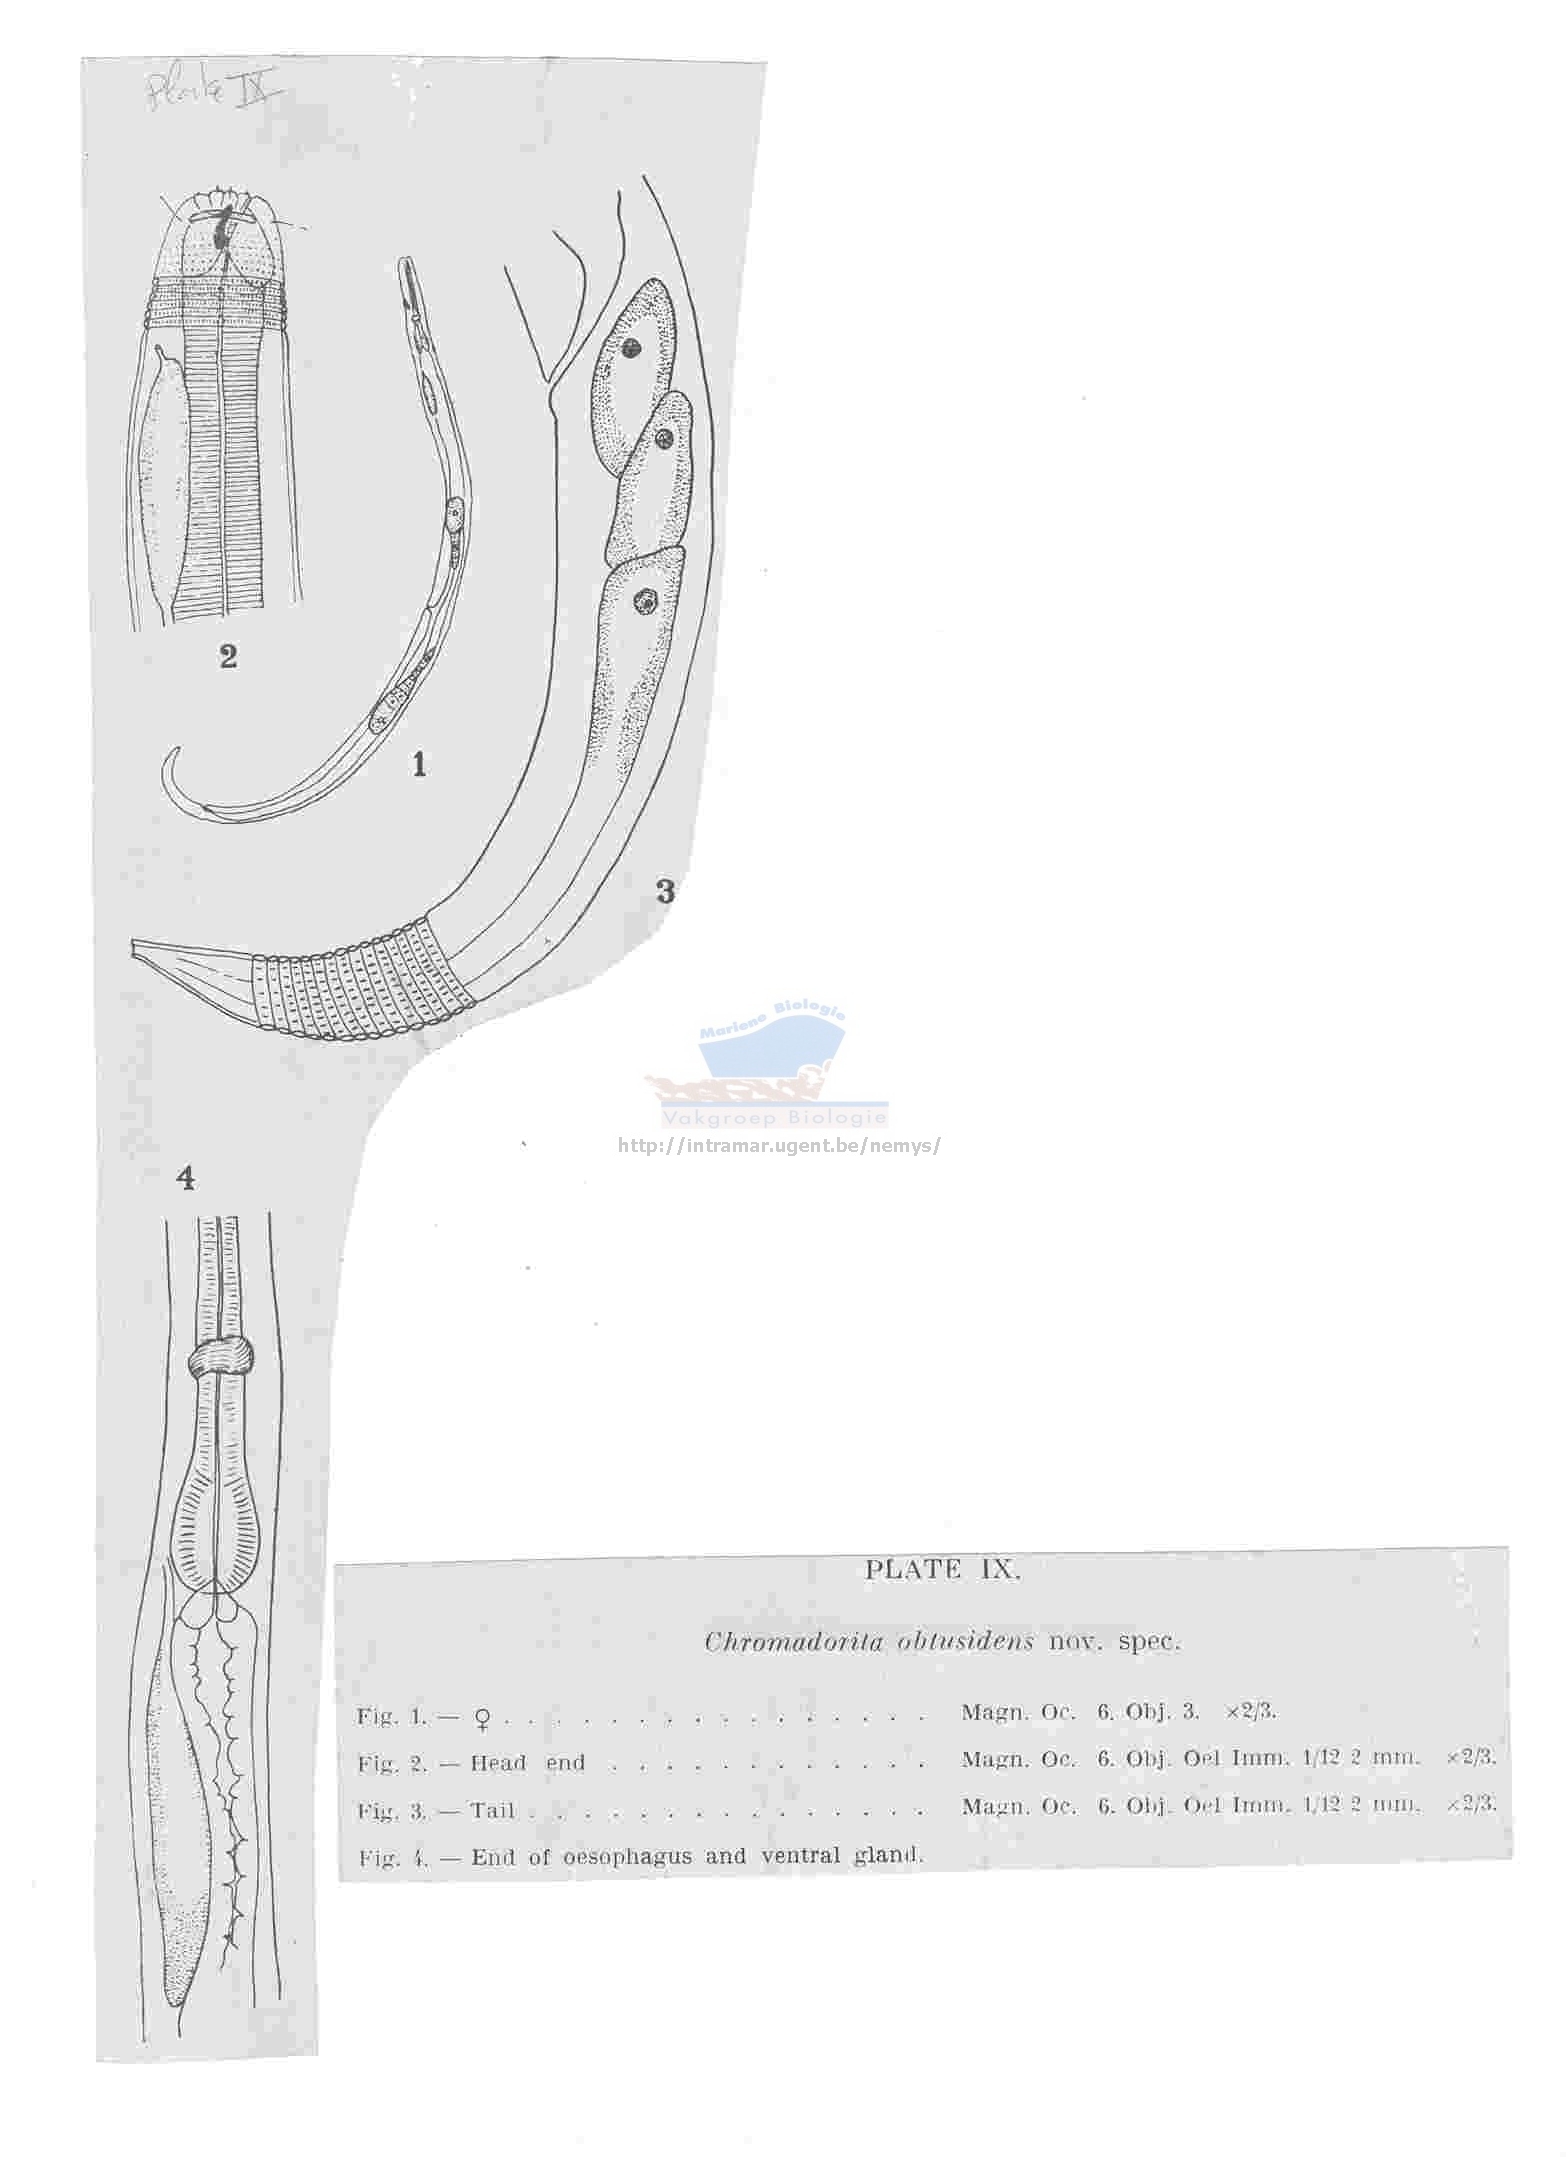 Plate IX
2
1
3
Mariene Biologie
Vakgroep Biologie
http://intramar.ugent.be/nemys/
4
PLATE IX.
Chromadorita obtusidens nov. spec.
Fig. 1. — ♀ . . . . . . . . . . . . . . . . Magn. Oc. 6. Obj. 3. ×2/3.
Fig. 2. — Head end . . . . . . . . . . . . Magn. Oc. 6. Obj. Oel Imm. 1/12 2 mm. ×2/3.
Fig. 3. — Tail . . . . . . . . . . . . . . . Magn. Oc. 6. Obj. Oel Imm. 1/12 2 mm. ×2/3.
Fig. 4. — End of oesophagus and ventral gland.